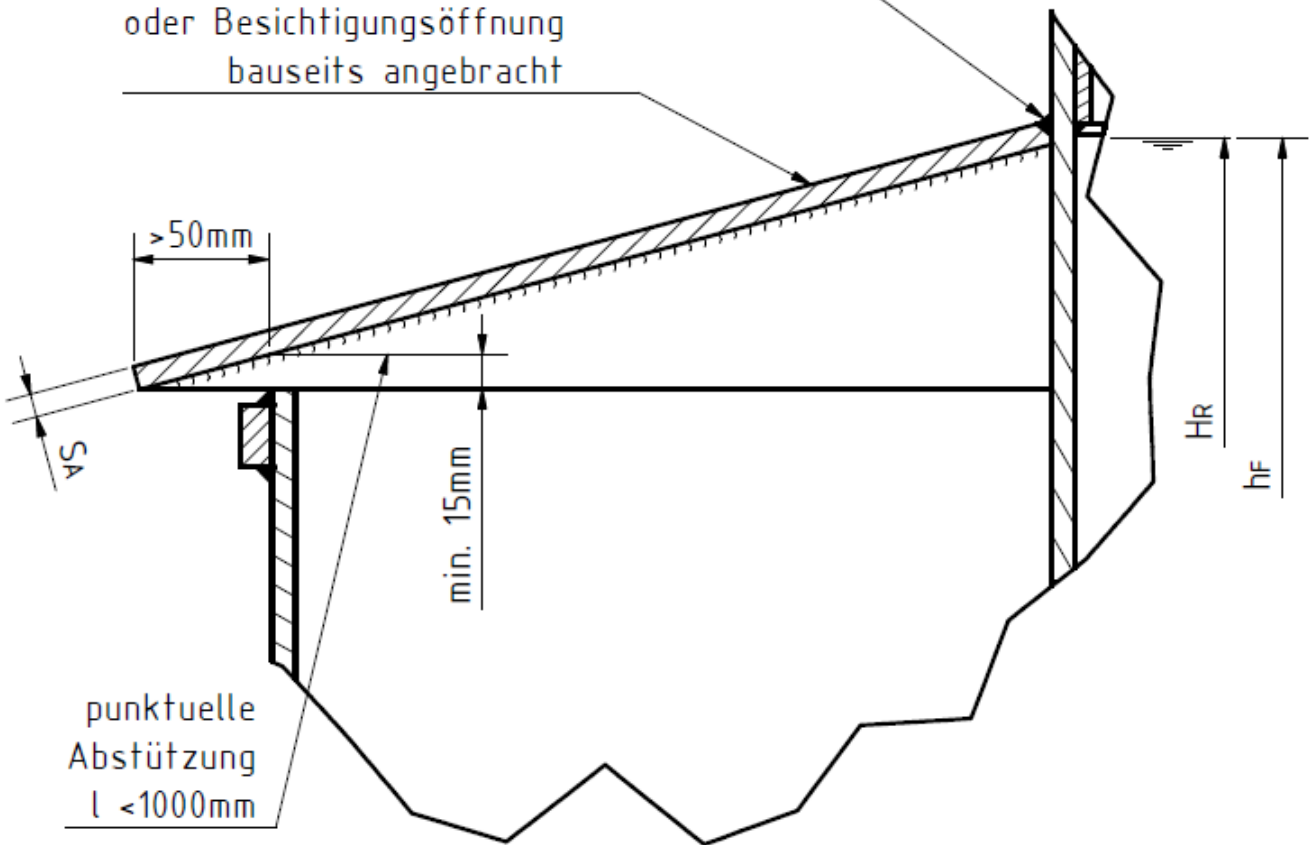 oder Besichtigungsöffnung
bauseits angebracht
>50mm
SA
min. 15mm
HR
hF
punktuelle
Abstützung
l <1000mm